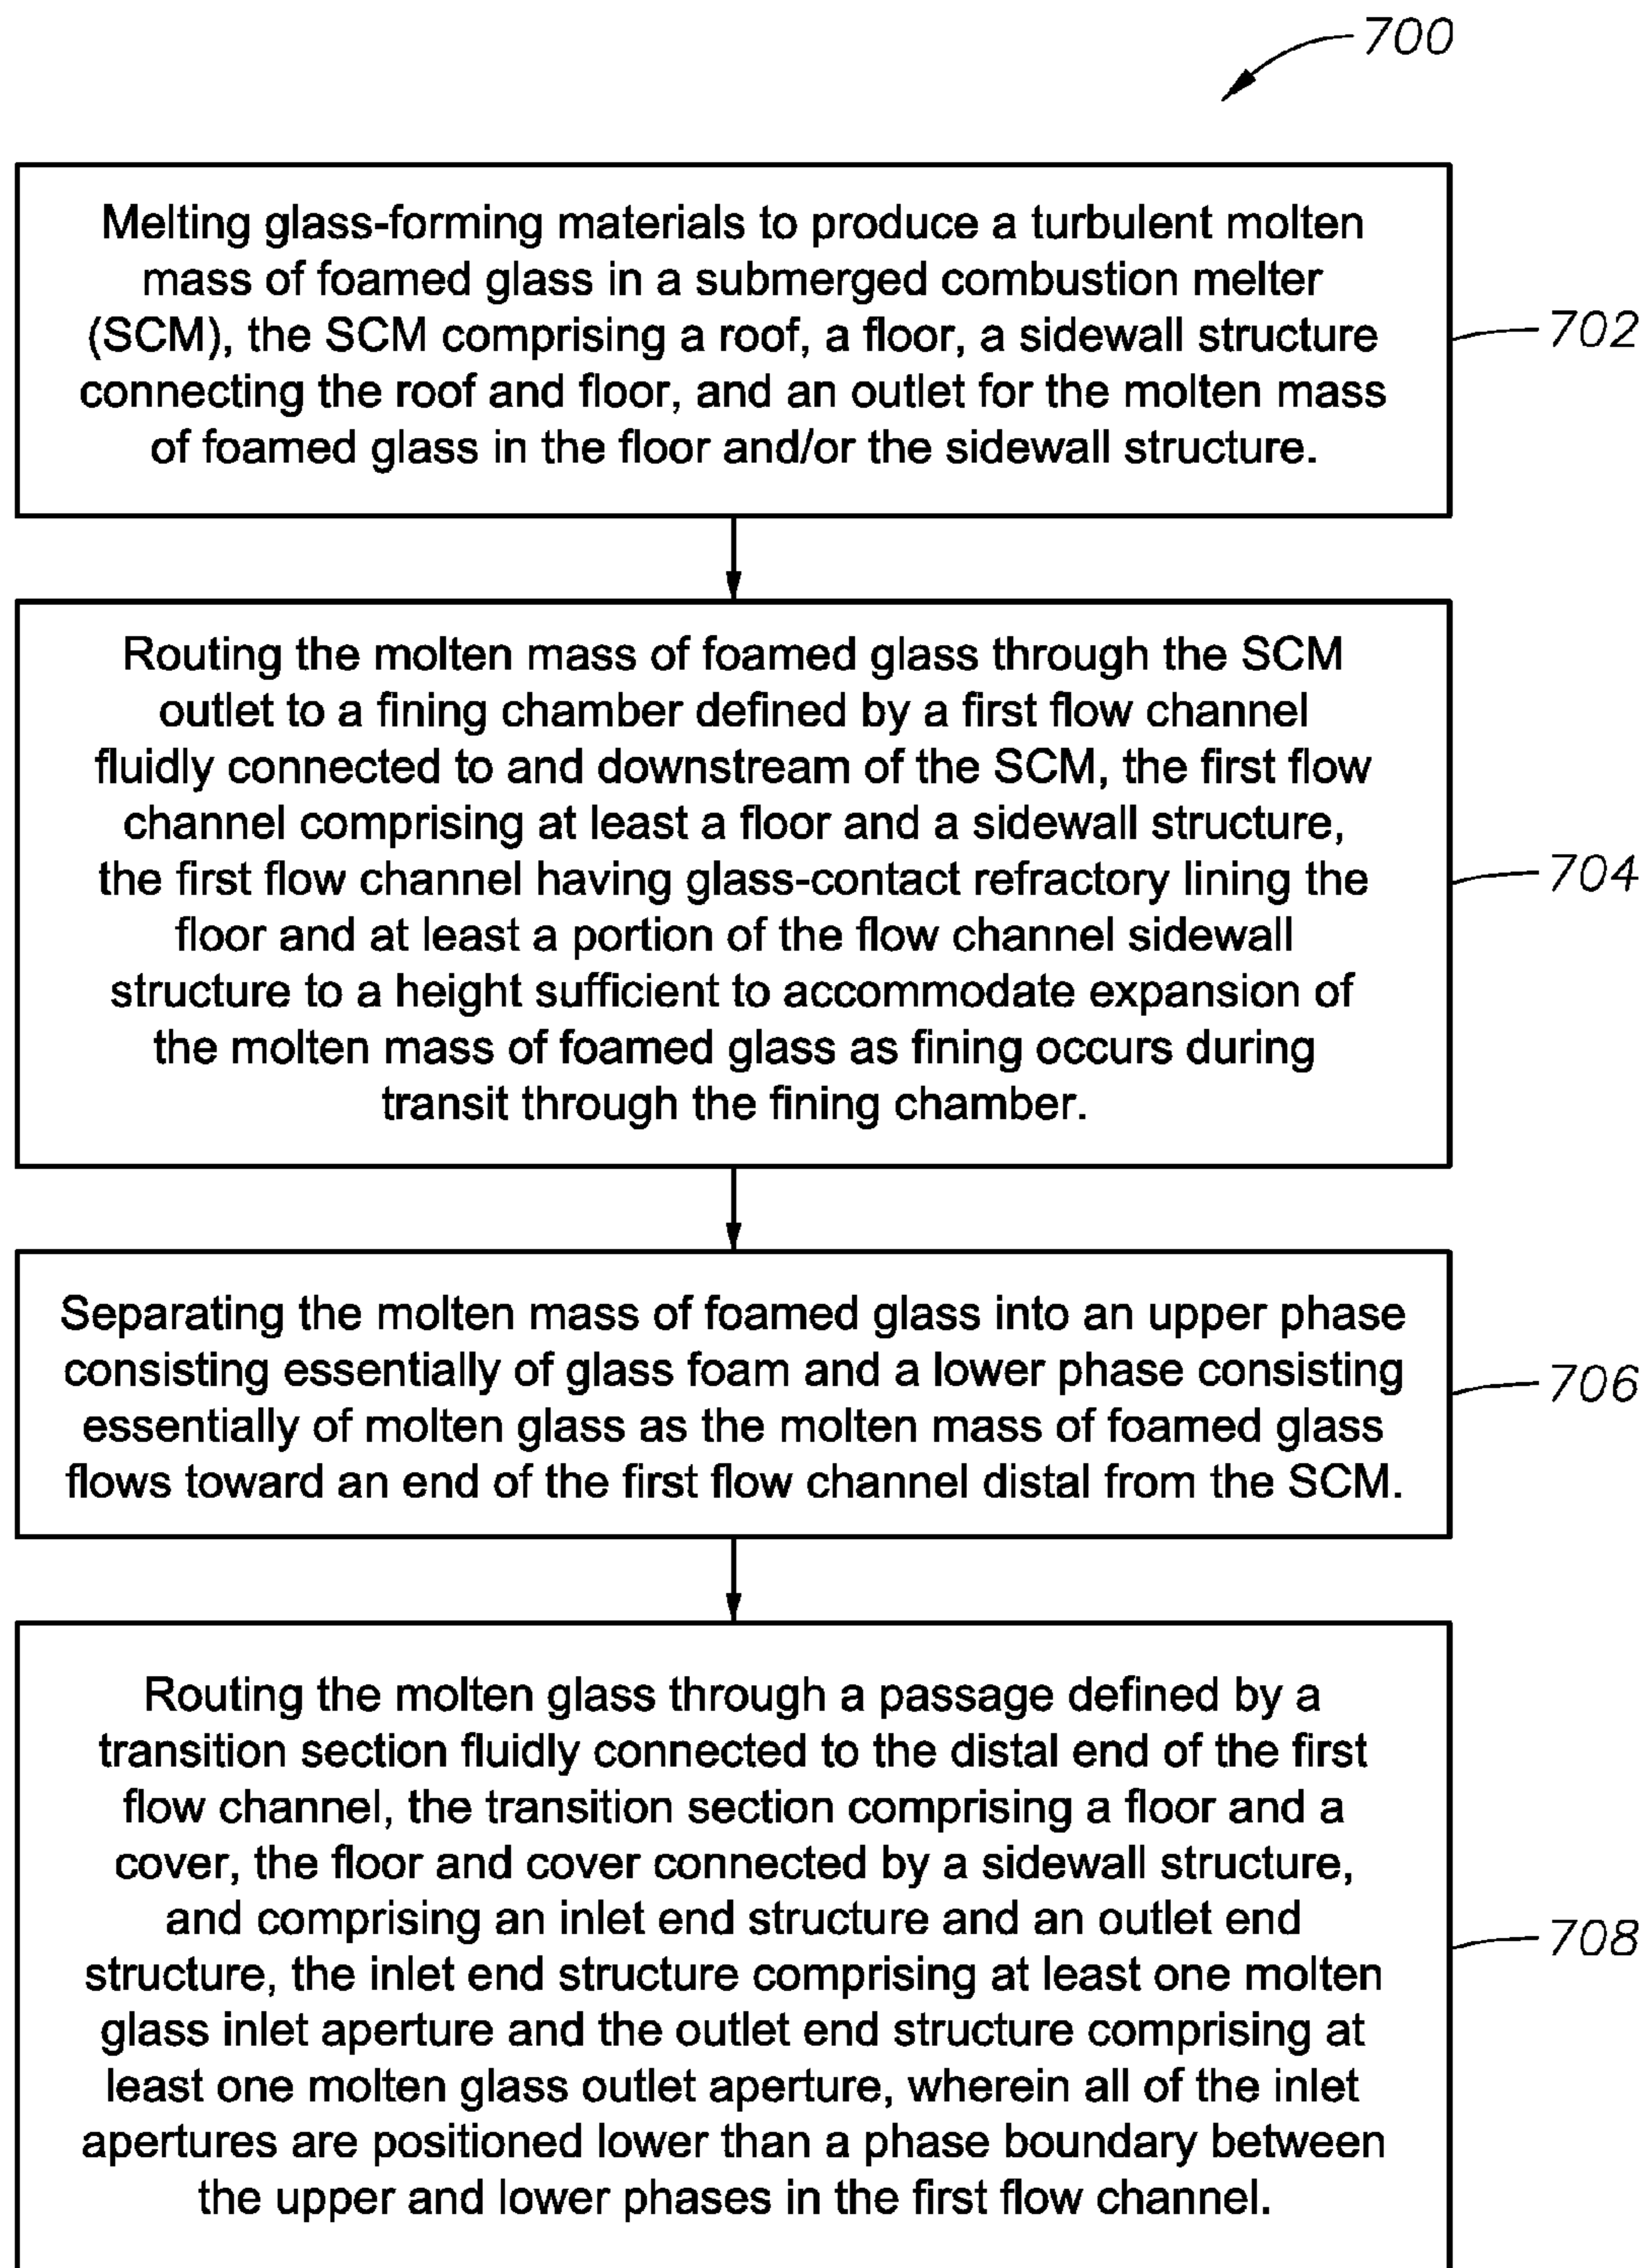 700
Melting glass-forming materials to produce a turbulent molten
mass of foamed glass in a submerged combustion melter
(SCM), the SCM comprising a roof, a floor, a sidewall structure
connecting the roof and floor, and an outlet for the molten mass
of foamed glass in the floor and/or the sidewall structure.
702
Routing the molten mass of foamed glass through the SCM
outlet to a fining chamber defined by a first flow channel
fluidly connected to and downstream of the SCM, the first flow
channel comprising at least a floor and a sidewall structure,
the first flow channel having glass-contact refractory lining the
floor and at least a portion of the flow channel sidewall
structure to a height sufficient to accommodate expansion of
the molten mass of foamed glass as fining occurs during
transit through the fining chamber.
704
Separating the molten mass of foamed glass into an upper phase
consisting essentially of glass foam and a lower phase consisting
essentially of molten glass as the molten mass of foamed glass
flows toward an end of the first flow channel distal from the SCM.
706
Routing the molten glass through a passage defined by a
transition section fluidly connected to the distal end of the first
flow channel, the transition section comprising a floor and a
cover, the floor and cover connected by a sidewall structure,
and comprising an inlet end structure and an outlet end
structure, the inlet end structure comprising at least one molten
glass inlet aperture and the outlet end structure comprising at
least one molten glass outlet aperture, wherein all of the inlet
apertures are positioned lower than a phase boundary between
the upper and lower phases in the first flow channel.
708